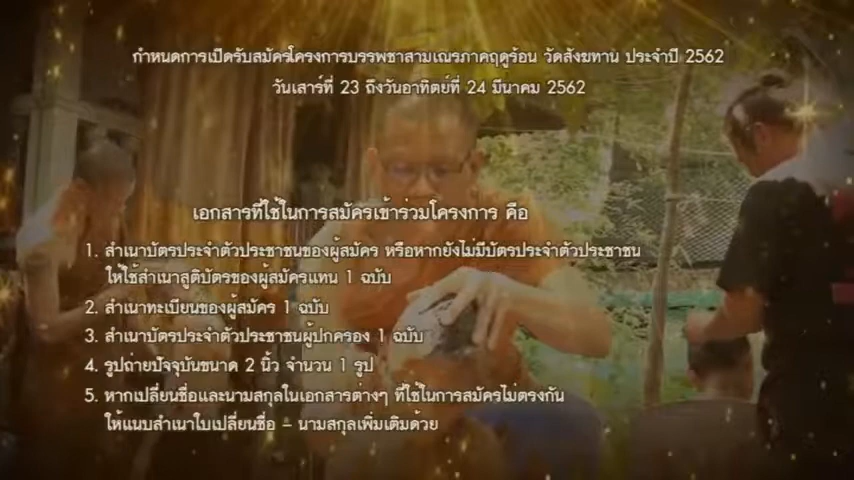 กำหนดการเปิดรับสมัครโครงการบรรพชาสามเณรภาคฤดูร้อน วัดสังฆทาน ประจำปี 2562
วันเสาร์ที่ 23 ถึงวันอาทิตย์ที่ 24 มีนาคม 2562
เอกสารที่ใช้ในการสมัครเข้าร่วมโครงการ คือ
1. สำเนาบัตรประจำตัวประชาชนของผู้สมัคร หรือหากยังไม่มีบัตรประจำตัวประชาชน
ให้ใช้สำเนาสูติบัตรของผู้สมัครแทน 1 ฉบับ
2. สำเนาทะเบียนของผู้สมัคร 1 ฉบับ
3. สำเนาบัตรประจำตัวประชาชนผู้ปกครอง 1 ฉบับ
4. รูปถ่ายปัจจุบันขนาด 2 นิ้ว จำนวน 1 รูป
5. หากเปลี่ยนชื่อและนามสกุลในเอกสารต่างๆ ที่ใช้ในการสมัครไม่ตรงกัน
ให้แนบสำเนาใบเปลี่ยนชื่อ – นามสกุลเพิ่มเติมด้วย